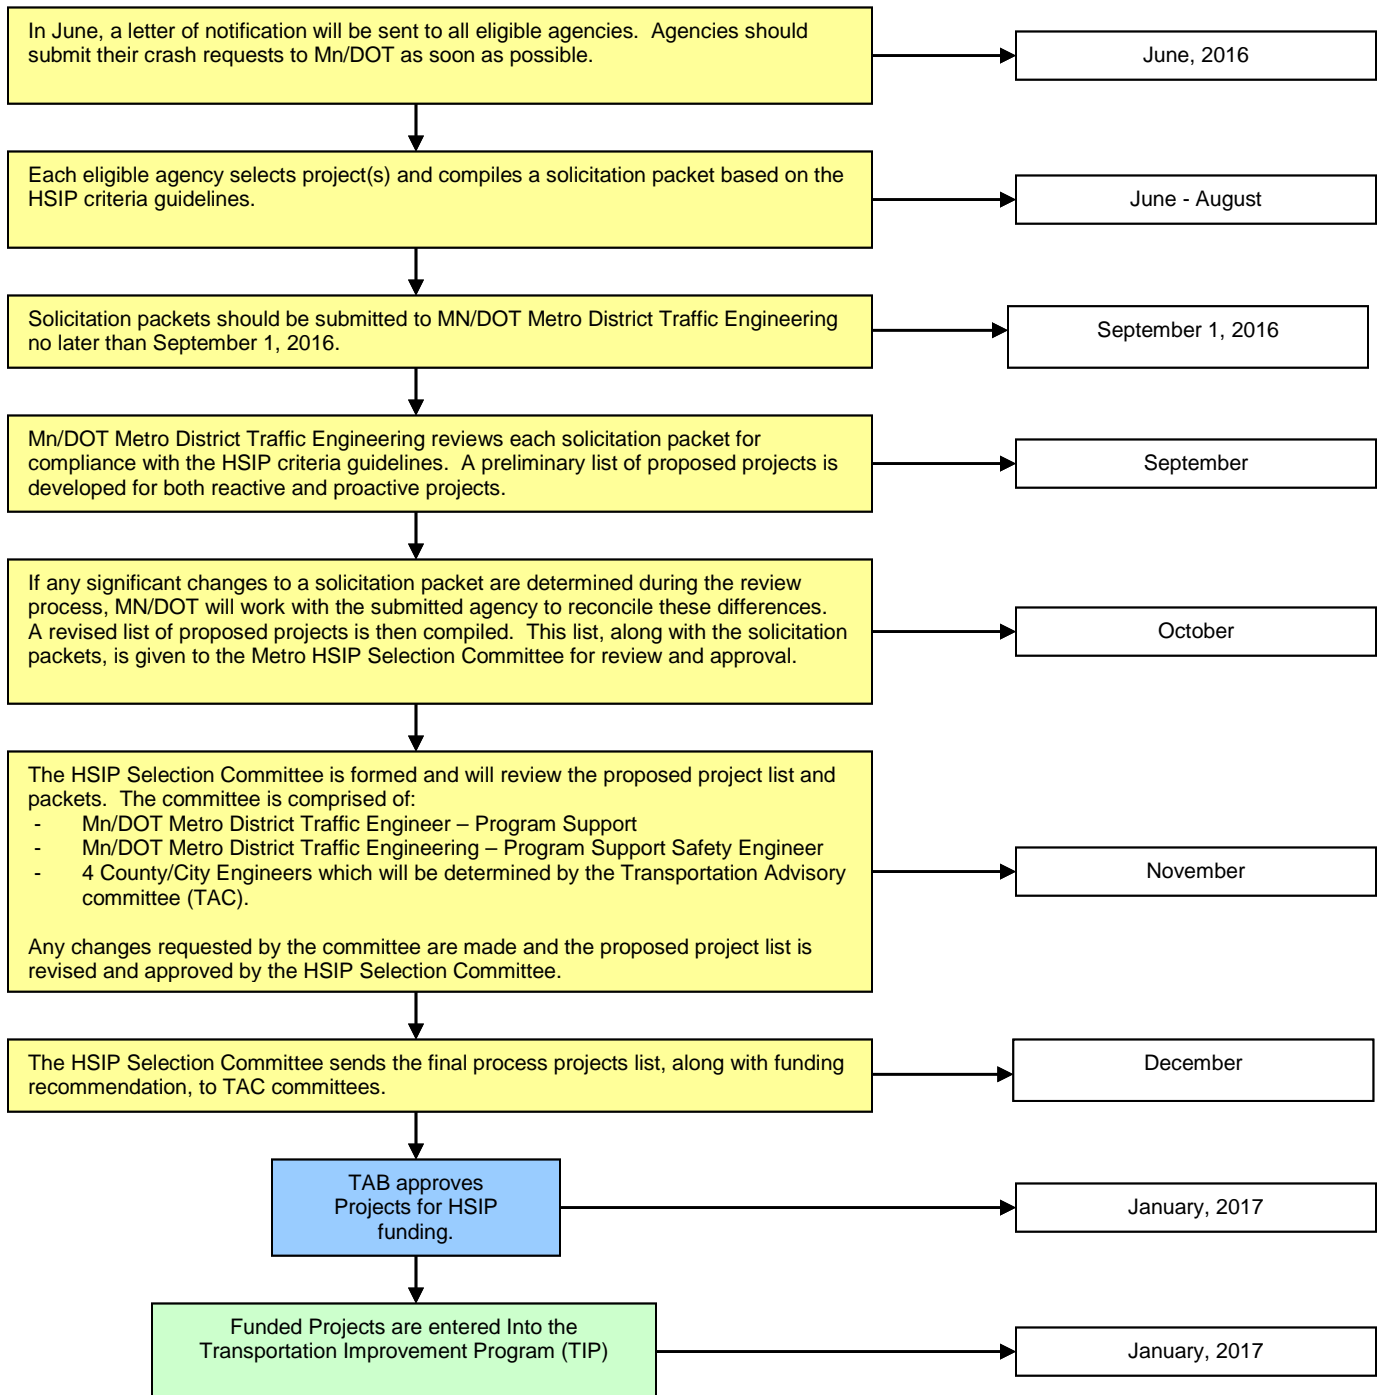 In June, a letter of notification will be sent to all eligible agencies.  Agencies should
submit their crash requests to Mn/DOT as soon as possible.
June, 2016
Each eligible agency selects project(s) and compiles a solicitation packet based on the
HSIP criteria guidelines.
June - August
Solicitation packets should be submitted to MN/DOT Metro District Traffic Engineering
no later than September 1, 2016.
September 1, 2016
Mn/DOT Metro District Traffic Engineering reviews each solicitation packet for
compliance with the HSIP criteria guidelines.  A preliminary list of proposed projects is
developed for both reactive and proactive projects.
September
If any significant changes to a solicitation packet are determined during the review
process, MN/DOT will work with the submitted agency to reconcile these differences.
A revised list of proposed projects is then compiled.  This list, along with the solicitation
packets, is given to the Metro HSIP Selection Committee for review and approval.
October
The HSIP Selection Committee is formed and will review the proposed project list and
packets.  The committee is comprised of:
- Mn/DOT Metro District Traffic Engineer – Program Support
- Mn/DOT Metro District Traffic Engineering – Program Support Safety Engineer
- 4 County/City Engineers which will be determined by the Transportation Advisory
committee (TAC).
Any changes requested by the committee are made and the proposed project list is
revised and approved by the HSIP Selection Committee.
November
The HSIP Selection Committee sends the final process projects list, along with funding
recommendation, to TAC committees.
December
TAB approves
Projects for HSIP
funding.
January, 2017
Funded Projects are entered Into the
Transportation Improvement Program (TIP)
January, 2017